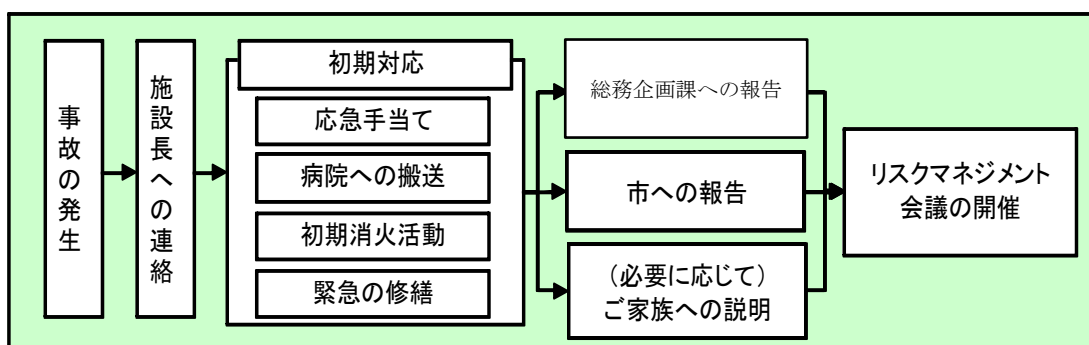 事故の発生
施設長への連絡
初期対応
応急手当て
病院への搬送
初期消火活動
緊急の修繕
総務企画課への報告
市への報告
（必要に応じて）
ご家族への説明
リスクマネジメント
会議の開催